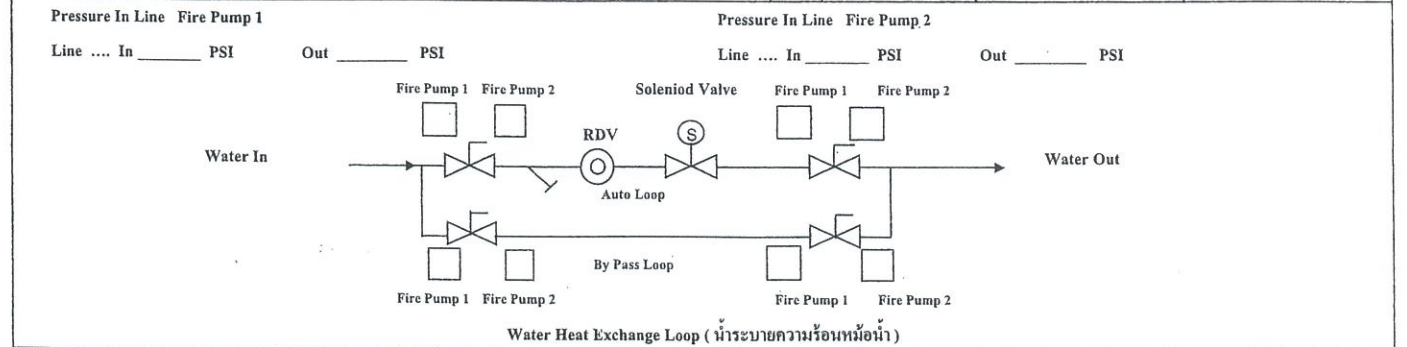 Pressure In Line Fire Pump 1 Pressure In Line Fire Pump 2
Line .... In ______ PSI Out ______ PSI Line .... In ______ PSI Out ______ PSI
Fire Pump 1 Fire Pump 2 Soleniod Valve Fire Pump 1 Fire Pump 2
RDV S
Water In Water Out
Auto Loop
By Pass Loop
Fire Pump 1 Fire Pump 2 Fire Pump 1 Fire Pump 2
Water Heat Exchange Loop ( น้ำระบายความร้อนหม้อน้ำ )